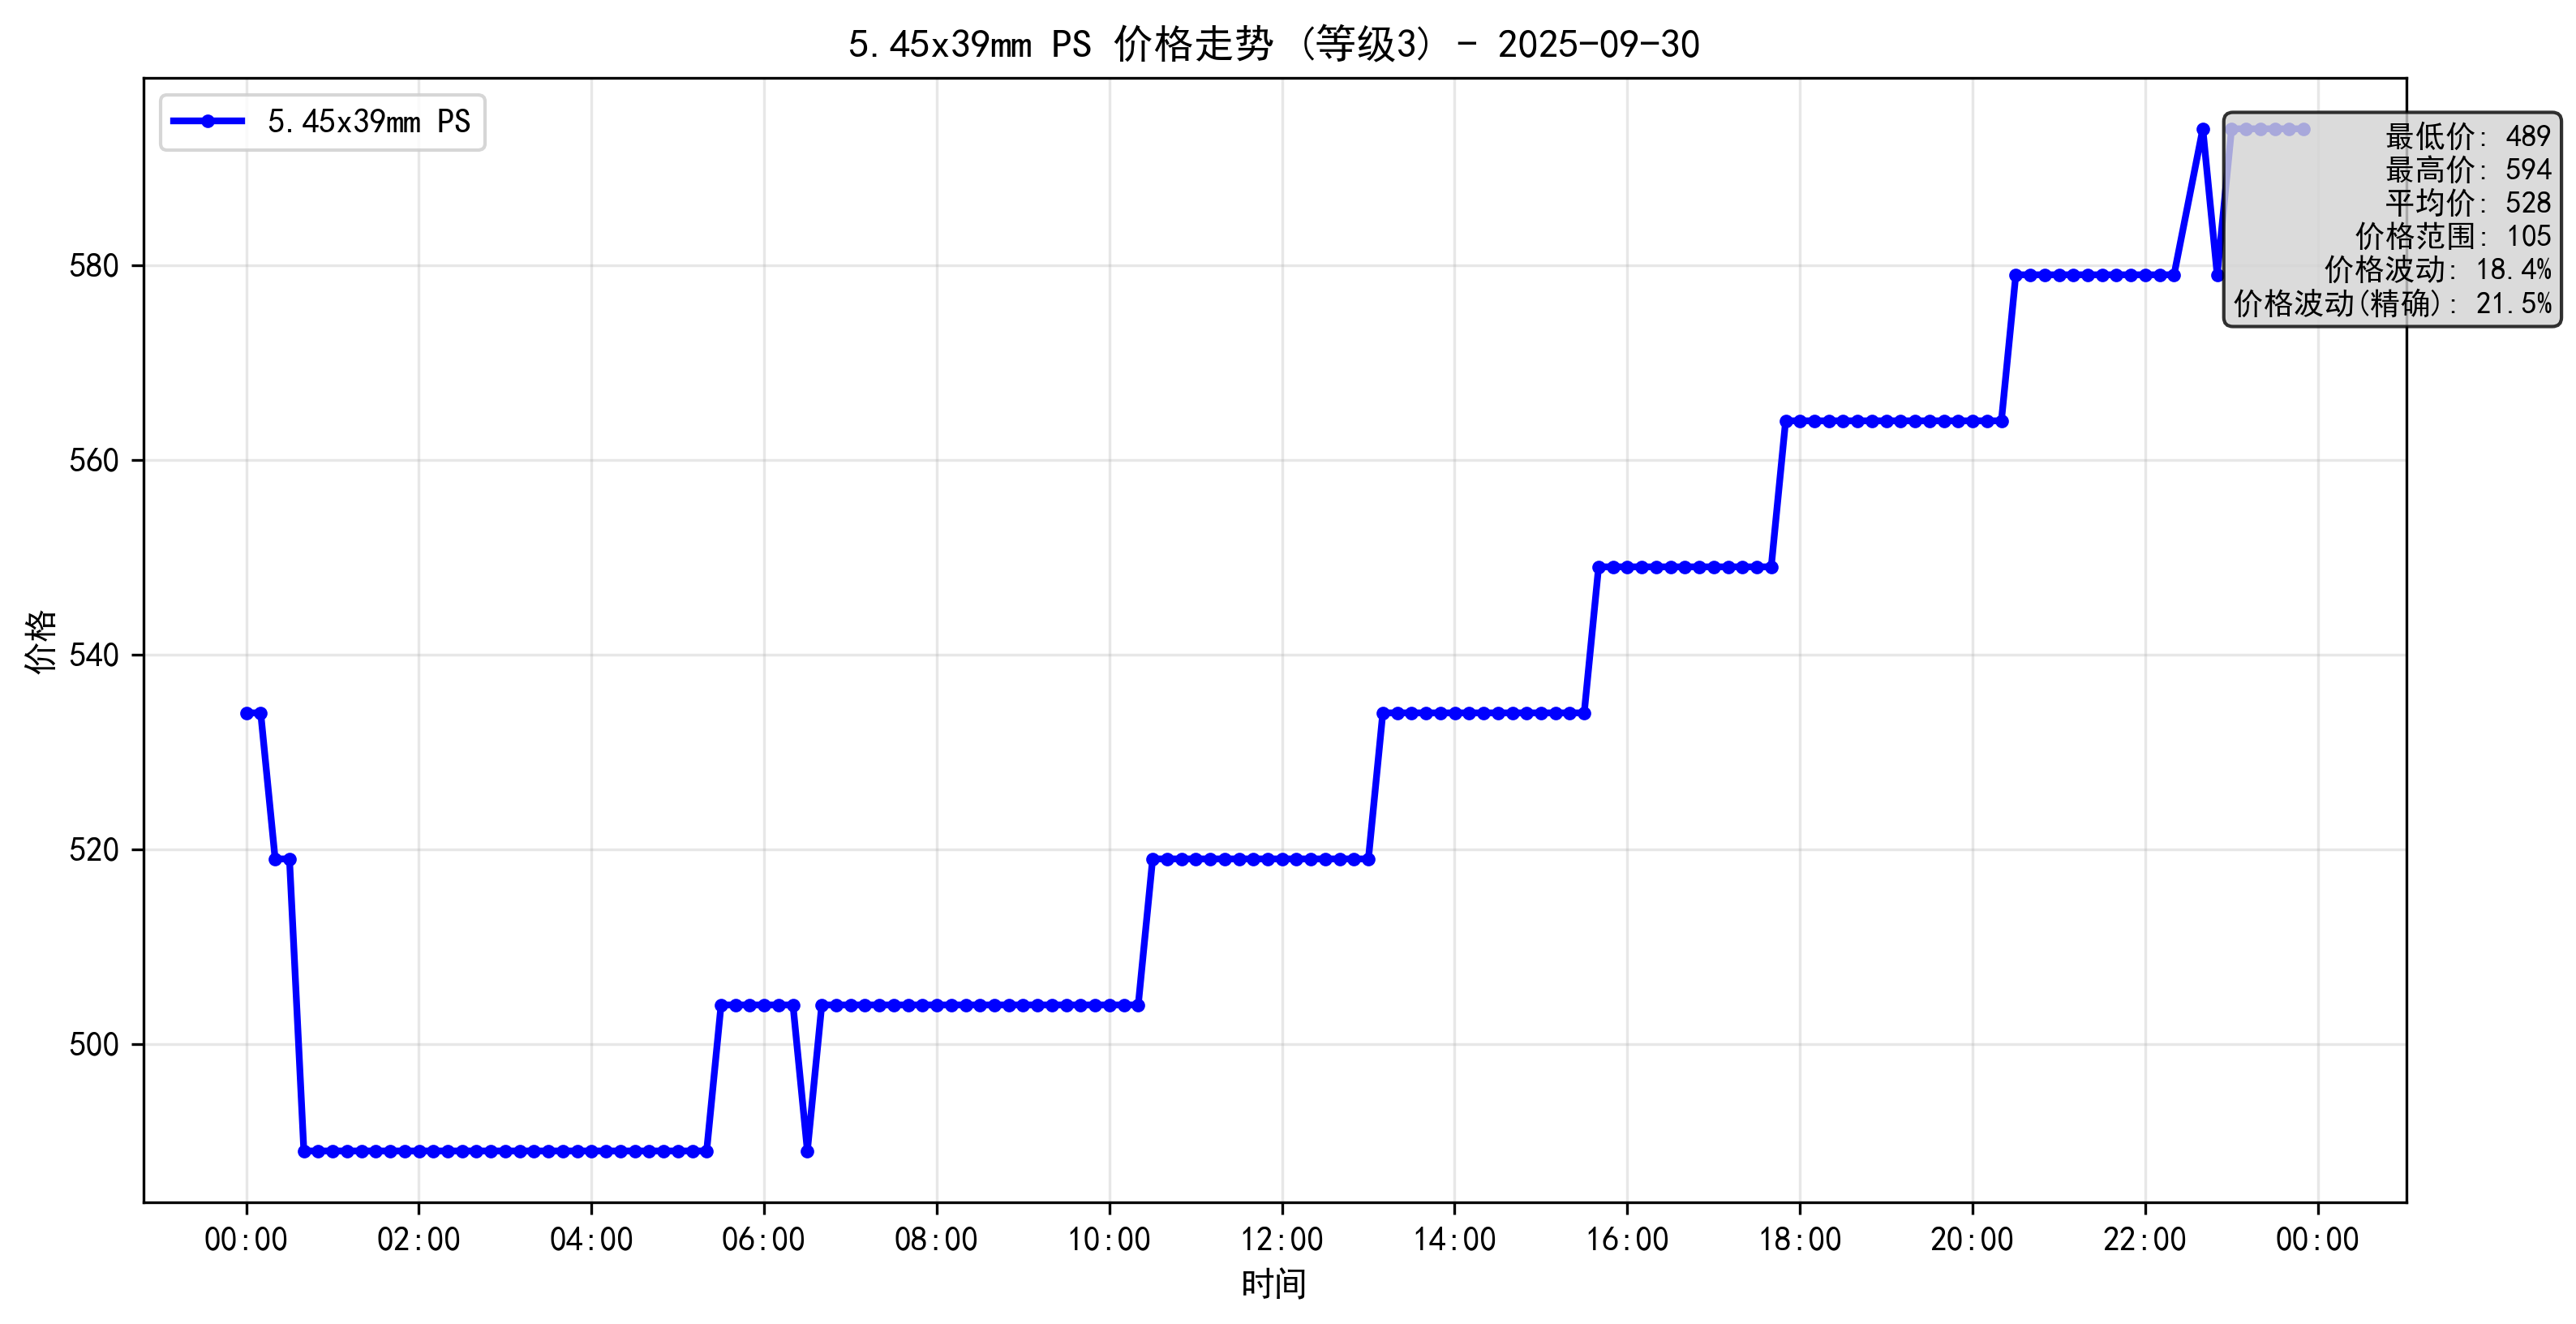 5.45x39mm PS 价格走势 (等级3) - 2025-09-30
5.45x39mm PS
最低价: 489
最高价: 594
平均价: 528
价格范围: 105
价格波动: 18.4%
价格波动(精确): 21.5%
价格
580
560
540
520
500
00:00 02:00 04:00 06:00 08:00 10:00 12:00 14:00 16:00 18:00 20:00 22:00 00:00
时间